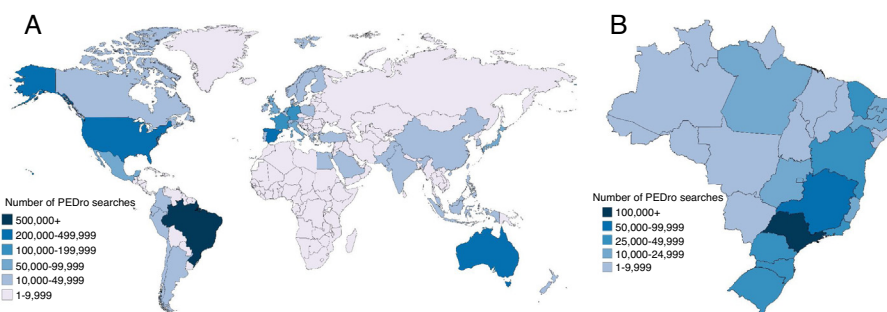 A
Number of PEDro searches
500,000+
200,000-499,999
100,000-199,999
50,000-99,999
10,000-49,999
1-9,999
B
Number of PEDro searches
100,000+
50,000-99,999
25,000-49,999
10,000-24,999
1-9,999